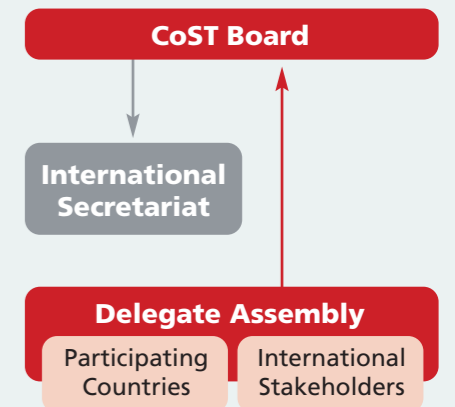 CoST Board
International
Secretariat
Delegate Assembly
Participating
Countries
International
Stakeholders